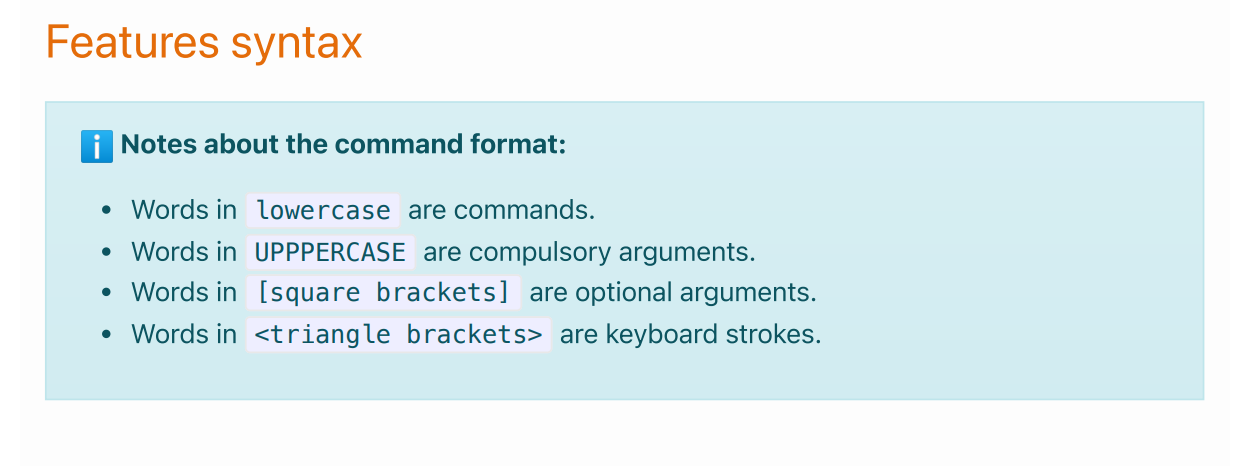 Features syntax
ℹ️ Notes about the command format:
• Words in lowercase are commands.
• Words in UPPPERCASE are compulsory arguments.
• Words in [square brackets] are optional arguments.
• Words in <triangle brackets> are keyboard strokes.